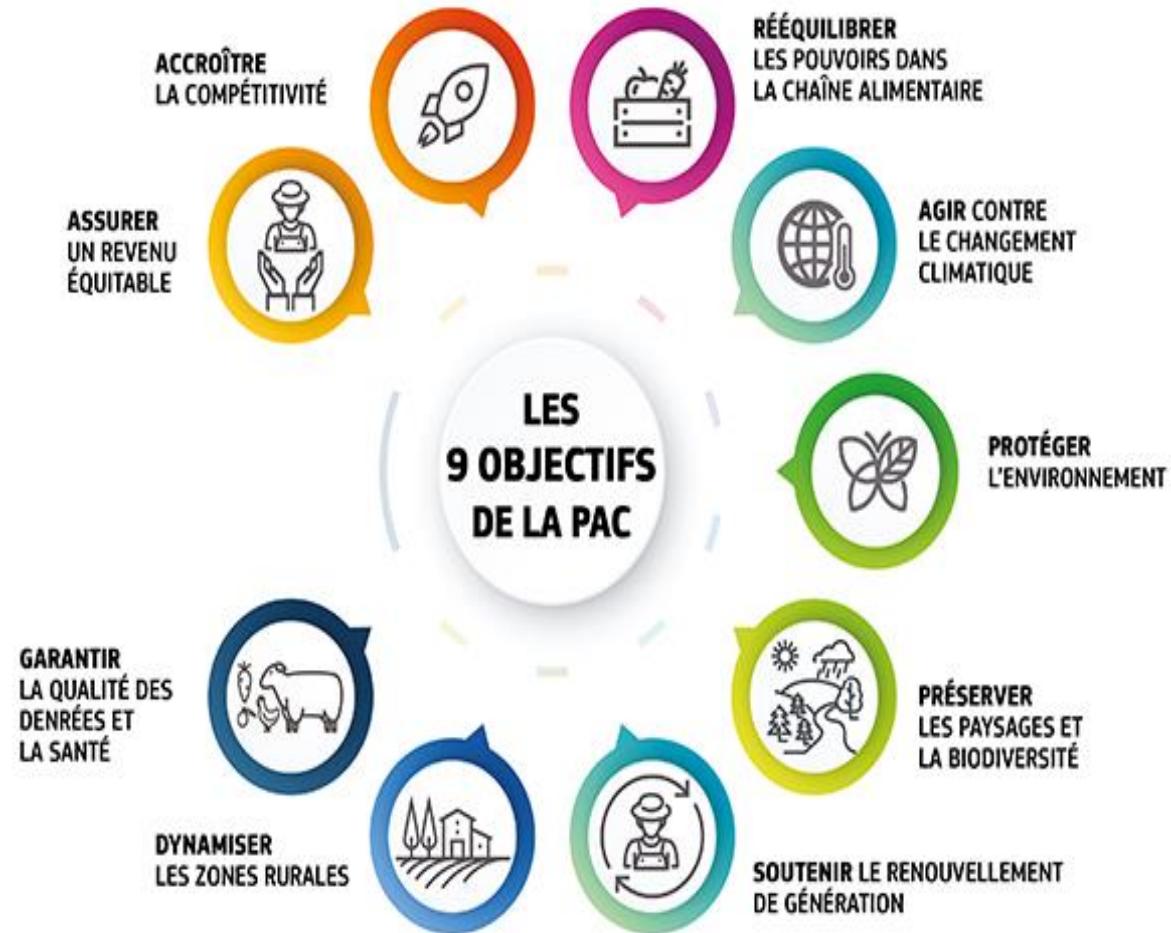 LES
9 OBJECTIFS
DE LA PAC
ASSURER
UN REVENU
ÉQUITABLE
ACCROÎTRE
LA COMPÉTITIVITÉ
RÉÉQUILIBRER
LES POUVOIRS DANS
LA CHAÎNE ALIMENTAIRE
AGIR CONTRE
LE CHANGEMENT
CLIMATIQUE
PROTÉGER
L'ENVIRONNEMENT
PRÉSERVER
LES PAYSAGES ET
LA BIODIVERSITÉ
SOUTENIR LE RENOUVELLEMENT
DE GÉNÉRATION
DYNAMISER
LES ZONES RURALES
GARANTIR
LA QUALITÉ DES
DENRÉES ET
LA SANTÉ